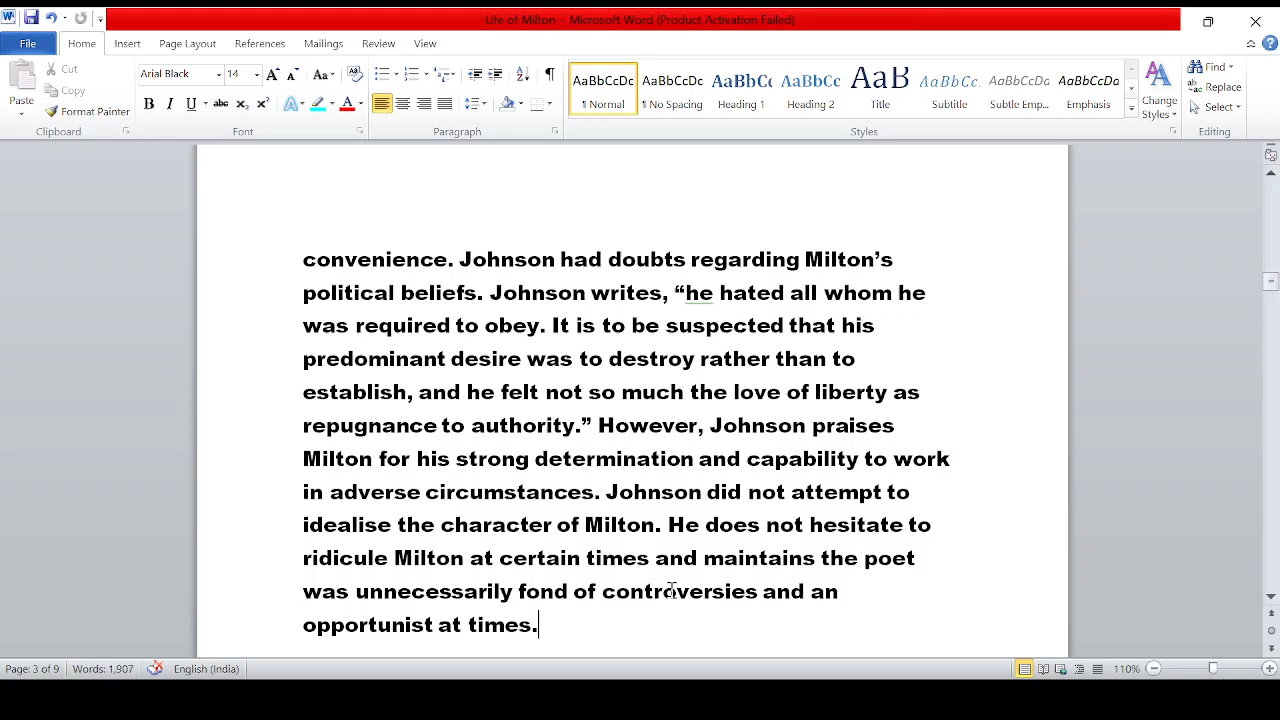 Life of Milton - Microsoft Word (Product Activation Failed)
File Home Insert Page Layout References Mailings Review View
Paste
Cut
Copy
Format Painter
Clipboard
Arial Black 14
Font
Paragraph
AaBbCcDc AaBbCcDc AaBbC AaBbCc AaB AaBbCc. AaBbCcDc AaBbCcDc
¶ Normal ¶ No Spacing Heading 1 Heading 2 Title Subtitle Subtle Emp... Emphasis
Styles
Change
Styles
Find
Replace
Select
Editing
convenience. Johnson had doubts regarding Milton’s
political beliefs. Johnson writes, “he hated all whom he
was required to obey. It is to be suspected that his
predominant desire was to destroy rather than to
establish, and he felt not so much the love of liberty as
repugnance to authority.” However, Johnson praises
Milton for his strong determination and capability to work
in adverse circumstances. Johnson did not attempt to
idealise the character of Milton. He does not hesitate to
ridicule Milton at certain times and maintains the poet
was unnecessarily fond of controversies and an
opportunist at times.
Page: 3 of 9 Words: 1,907 English (India) 110%